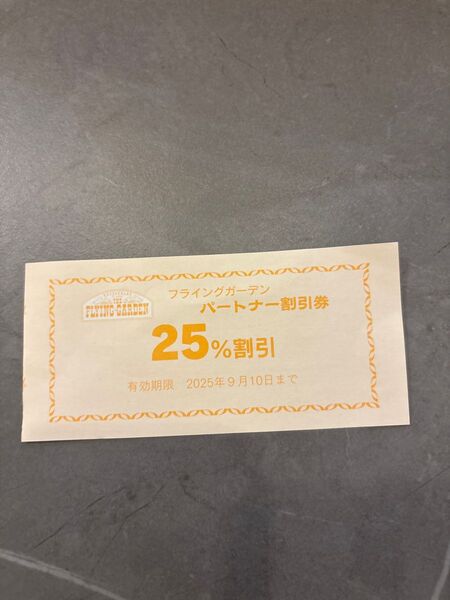 THE
FLYING GARDEN
フライングガーデン
パートナー割引券
25%割引
有効期限 2025年9月10日まで